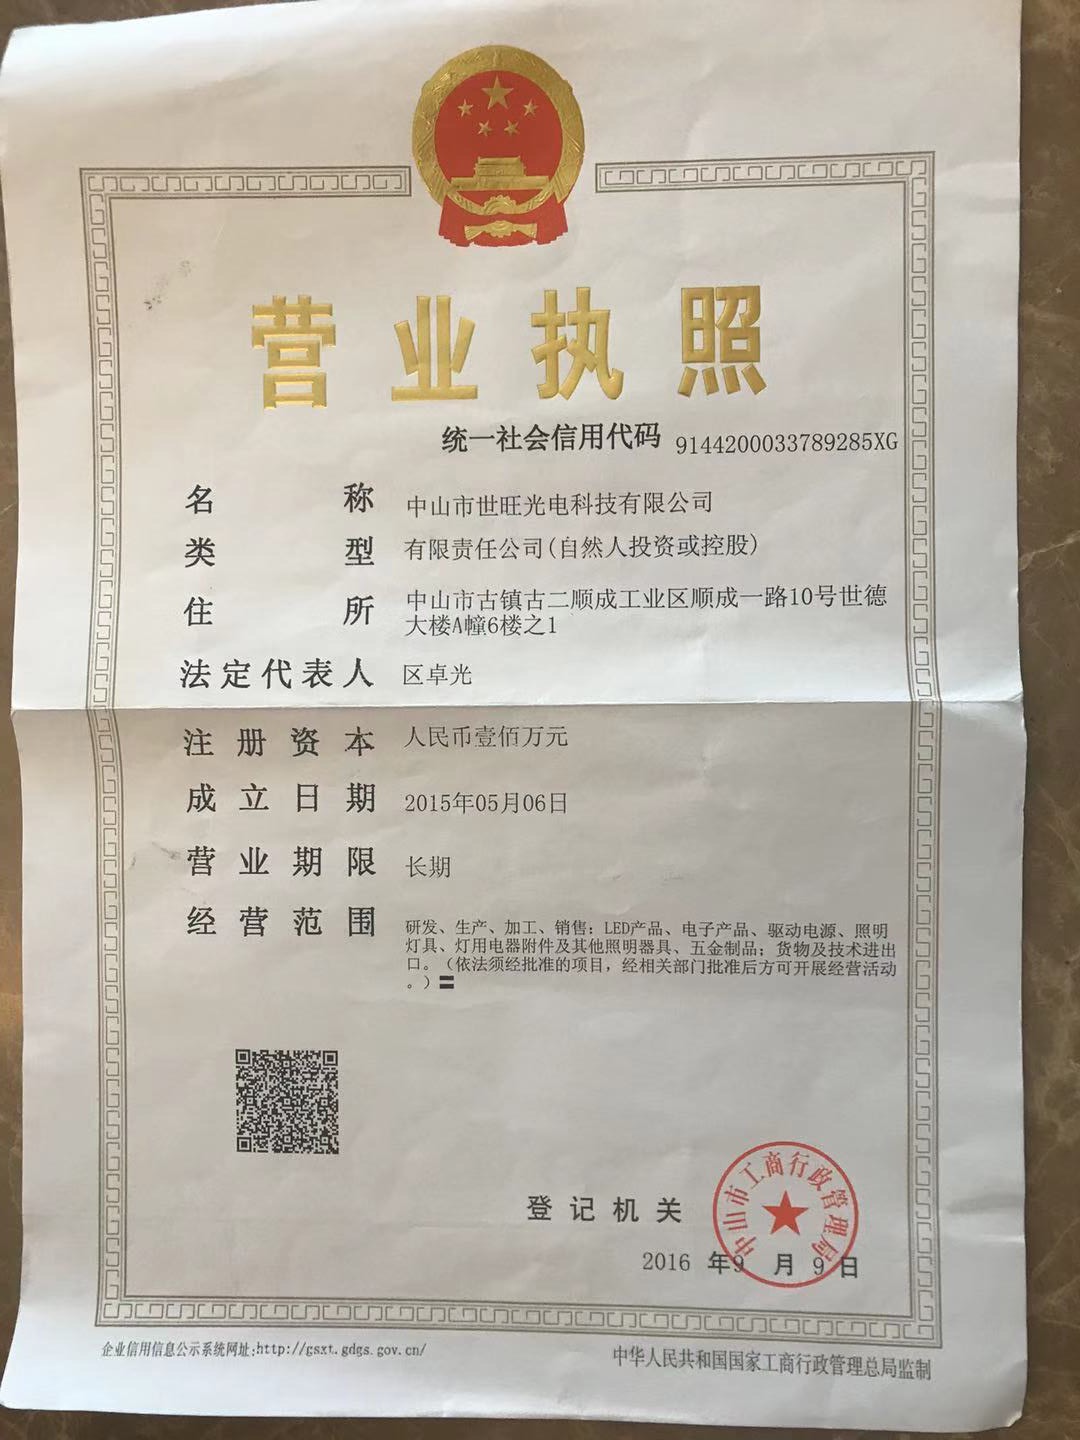 营业执照
统一社会信用代码 9144200033789285XG
名称 中山市世旺光电科技有限公司
类型 有限责任公司(自然人投资或控股)
住所 中山市古镇古二顺成工业区顺成一路10号世德
大楼A幢6楼之1
法定代表人 区卓光
注册资本 人民币壹佰万元
成立日期 2015年05月06日
营业期限 长期
经营范围 研发、生产、加工、销售：LED产品、电子产品、驱动电源、照明
灯具、灯用电器附件及其他照明器具、五金制品；货物及技术进出
口。（依法须经批准的项目，经相关部门批准后方可开展经营活动
。）〓
登记机关
中山市工商行政管理局
2016 年9 月 9 日
企业信用信息公示系统网址:http://gsxt.gdgs.gov.cn/
中华人民共和国国家工商行政管理总局监制